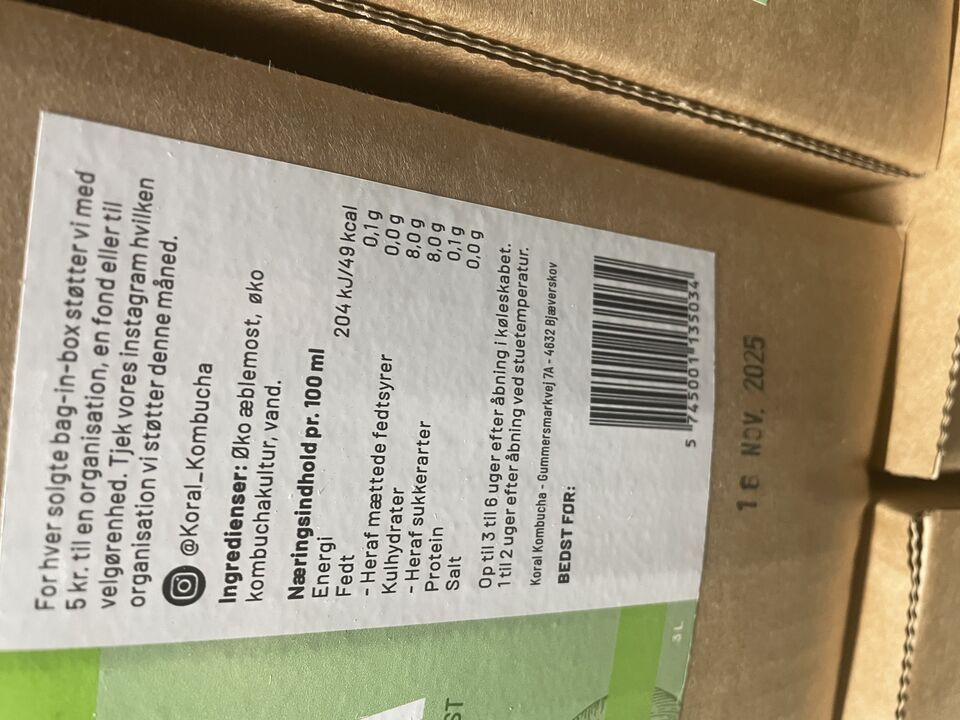 For hver solgte bag-in-box støtter vi med
5 kr. til en organisation, en fond eller til
velgørenhed. Tjek vores instagram hvilken
organisation vi støtter denne måned.
@Koral_Kombucha
Ingredienser: Øko æblemost, øko
kombuchakultur, vand.
Næringsindhold pr. 100 ml
Energi 204 kJ/49 kcal
Fedt 0,1 g
- Heraf mættede fedtsyrer 0,0 g
Kulhydrater 8,0 g
- Heraf sukkerarter 8,0 g
Protein 0,1 g
Salt 0,0 g
Op til 3 til 6 uger efter åbning i køleskabet.
1 til 2 uger efter åbning ved stuetemperatur.
Koral Kombucha - Gummersmarkvej 7A - 4632 Bjæverskov
BEDST FØR:
5 745001 135034
NOV. 2025
3 L